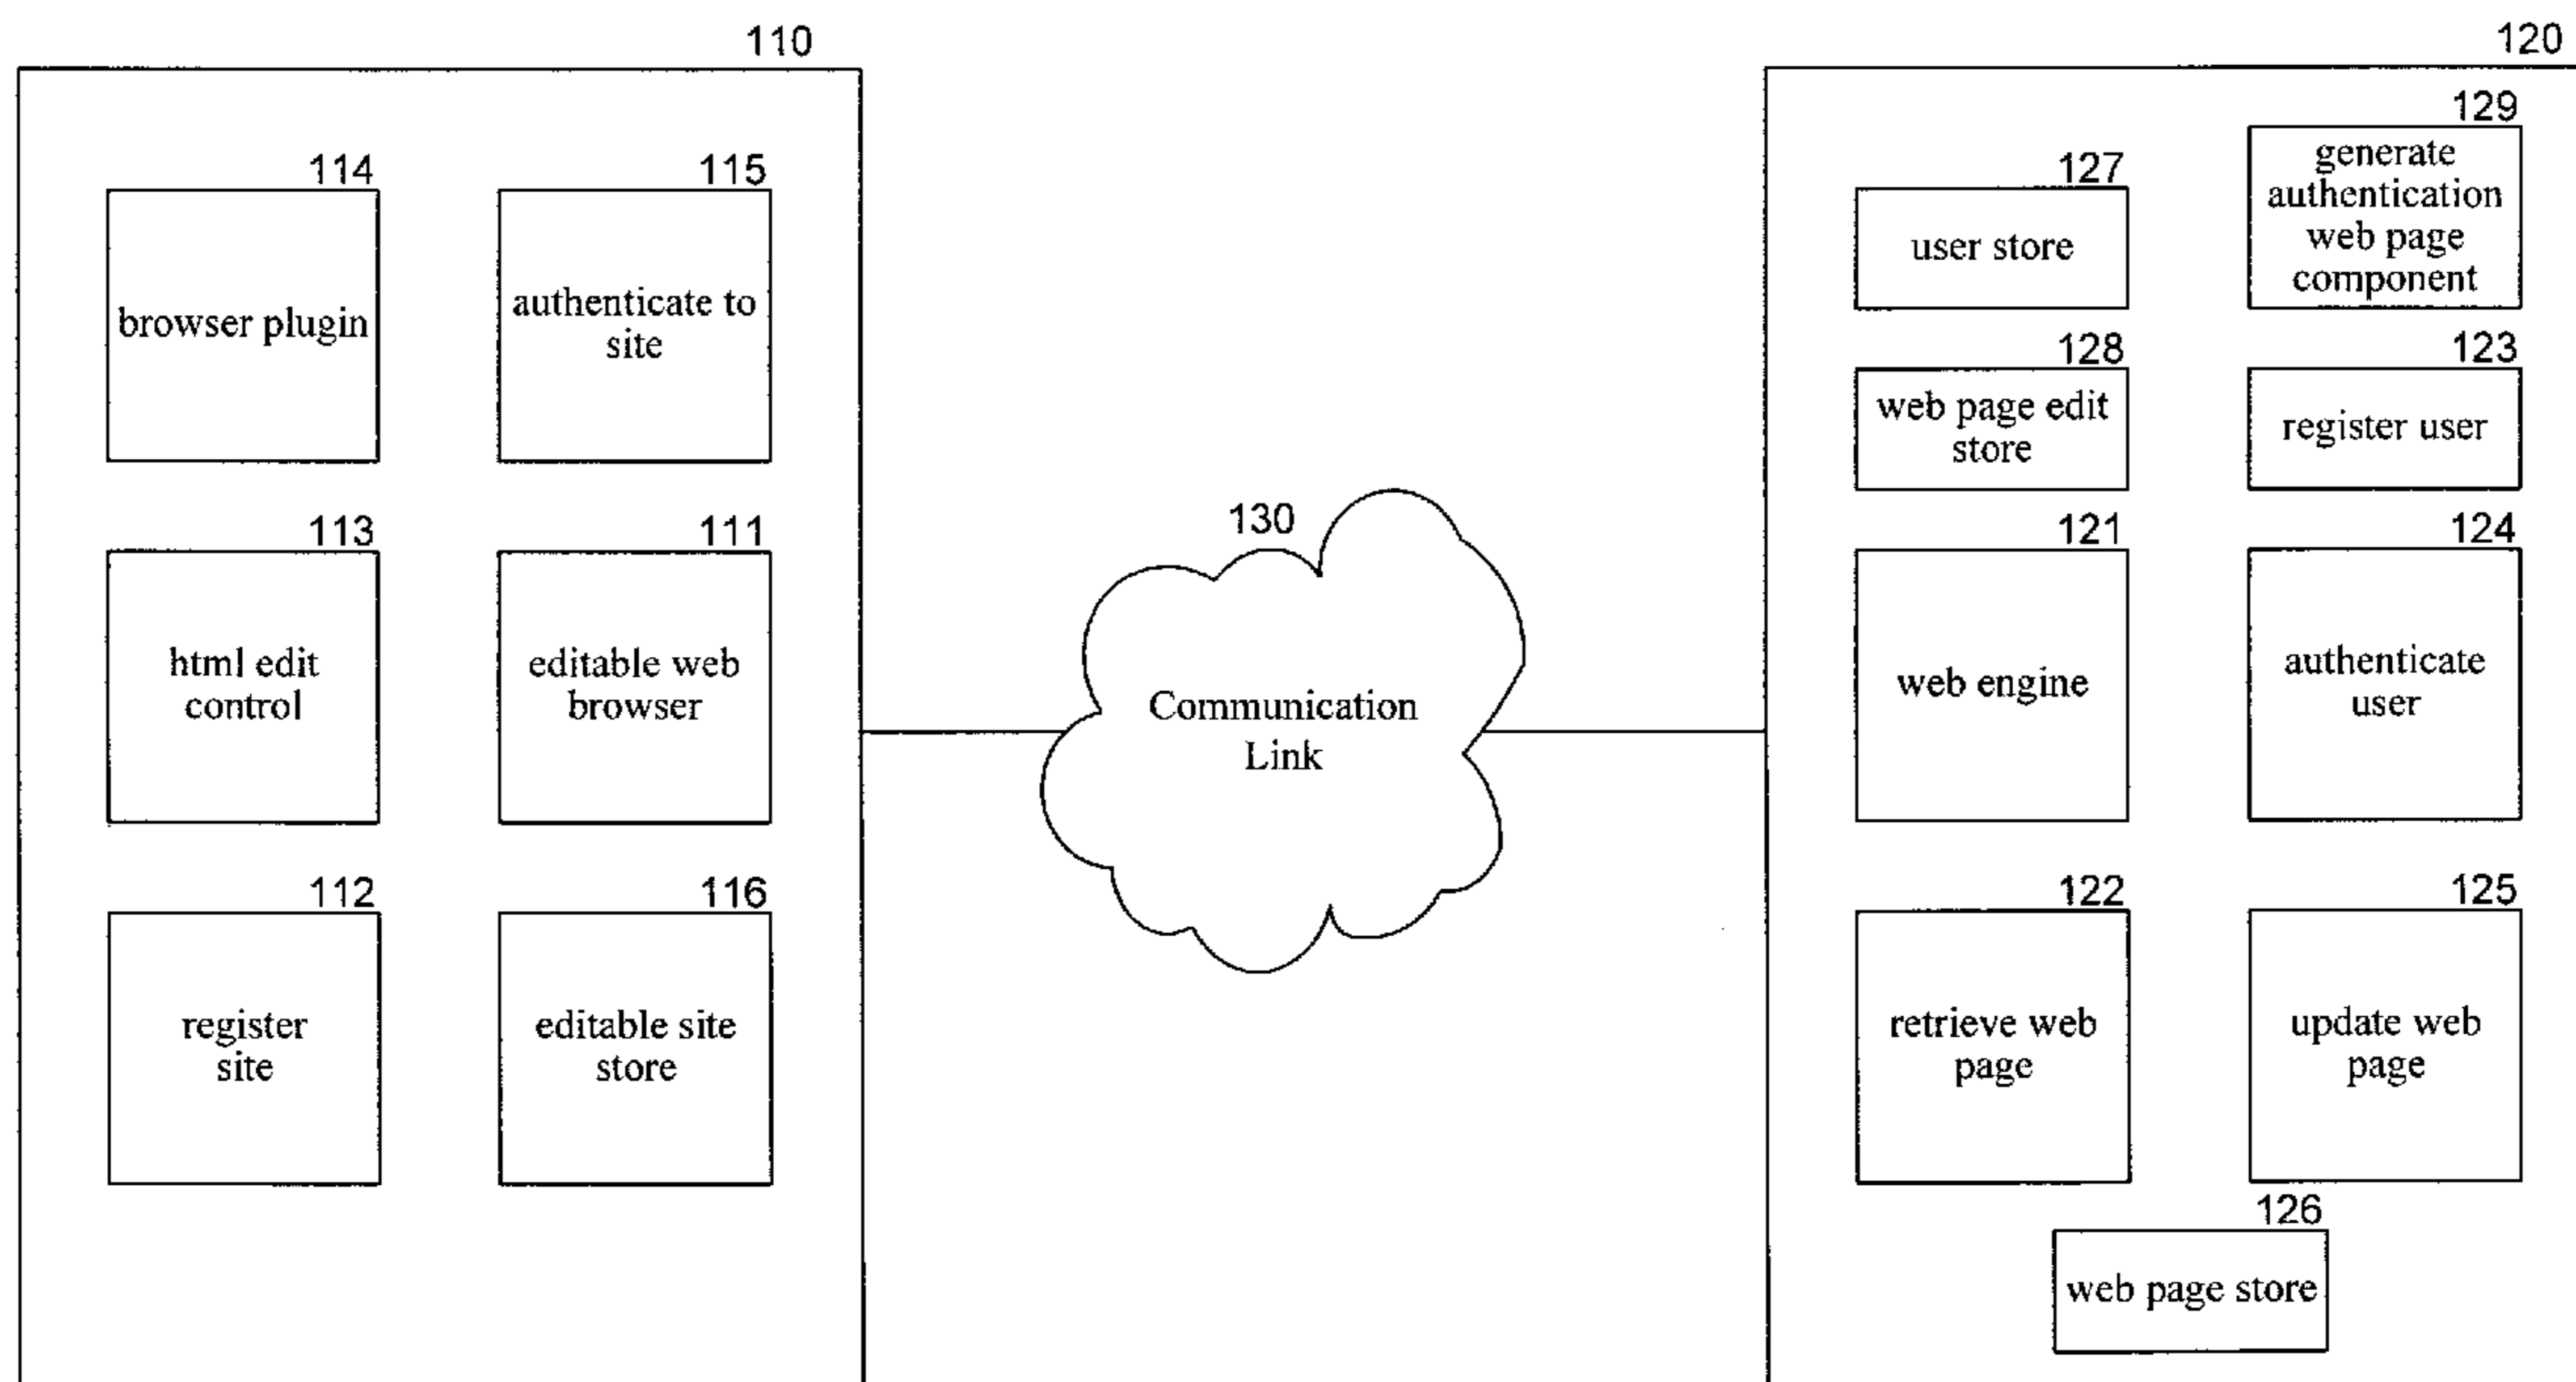 110
114
browser plugin
115
authenticate to
site
113
html edit
control
111
editable web
browser
112
register
site
116
editable site
store
130
Communication
Link
120
127
user store
129
generate
authentication
web page
component
128
web page edit
store
123
register user
121
web engine
124
authenticate
user
122
retrieve web
page
125
update web
page
126
web page store